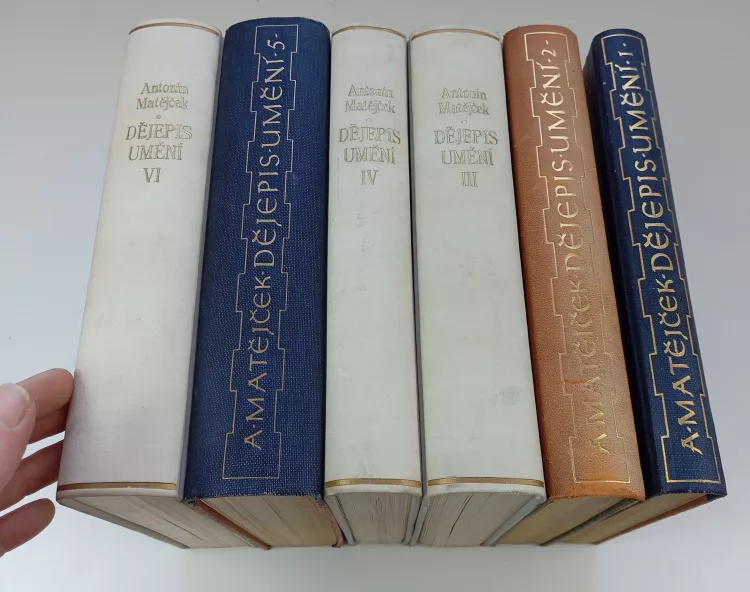 Antonín
Matějček
DĚJEPIS
UMĚNÍ
VI
A·MATĚJČEK·DĚJEPIS·UMĚNÍ·5·
Antonín
Matějček
DĚJEPIS
UMĚNÍ
IV
Antonín
Matějček
DĚJEPIS
UMĚNÍ
III
A·MATĚJČEK·DĚJEPIS·UMĚNÍ·2·
A·MATĚJČEK·DĚJEPIS·UMĚNÍ·1·